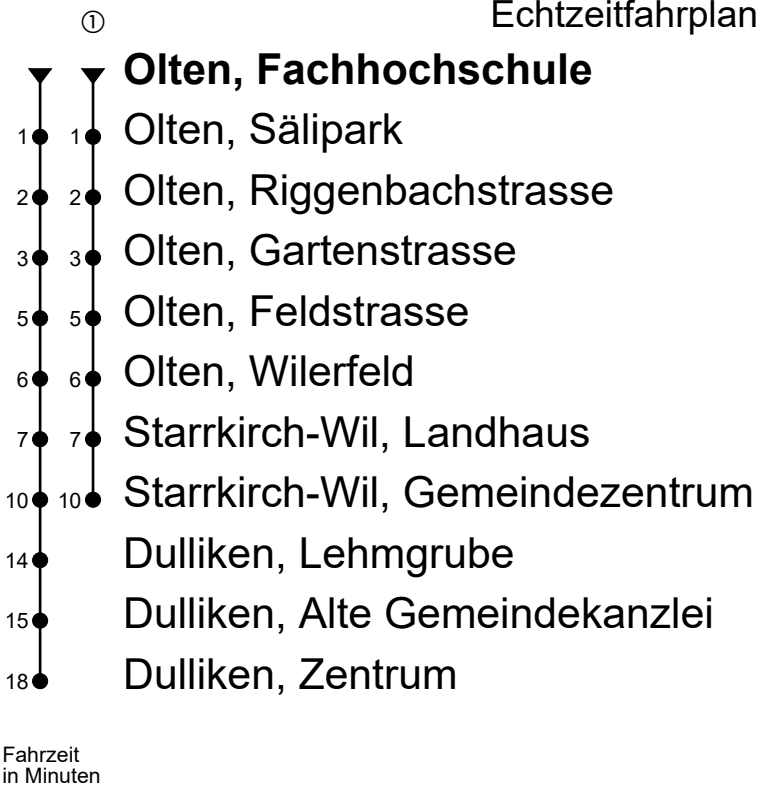 Echtzeitfahrplan
①
Olten, Fachhochschule
1 1 Olten, Sälipark
2 2 Olten, Riggenbachstrasse
3 3 Olten, Gartenstrasse
5 5 Olten, Feldstrasse
6 6 Olten, Wilerfeld
7 7 Starrkirch-Wil, Landhaus
10 10 Starrkirch-Wil, Gemeindezentrum
14 Dulliken, Lehmgrube
15 Dulliken, Alte Gemeindekanzlei
18 Dulliken, Zentrum
Fahrzeit
in Minuten